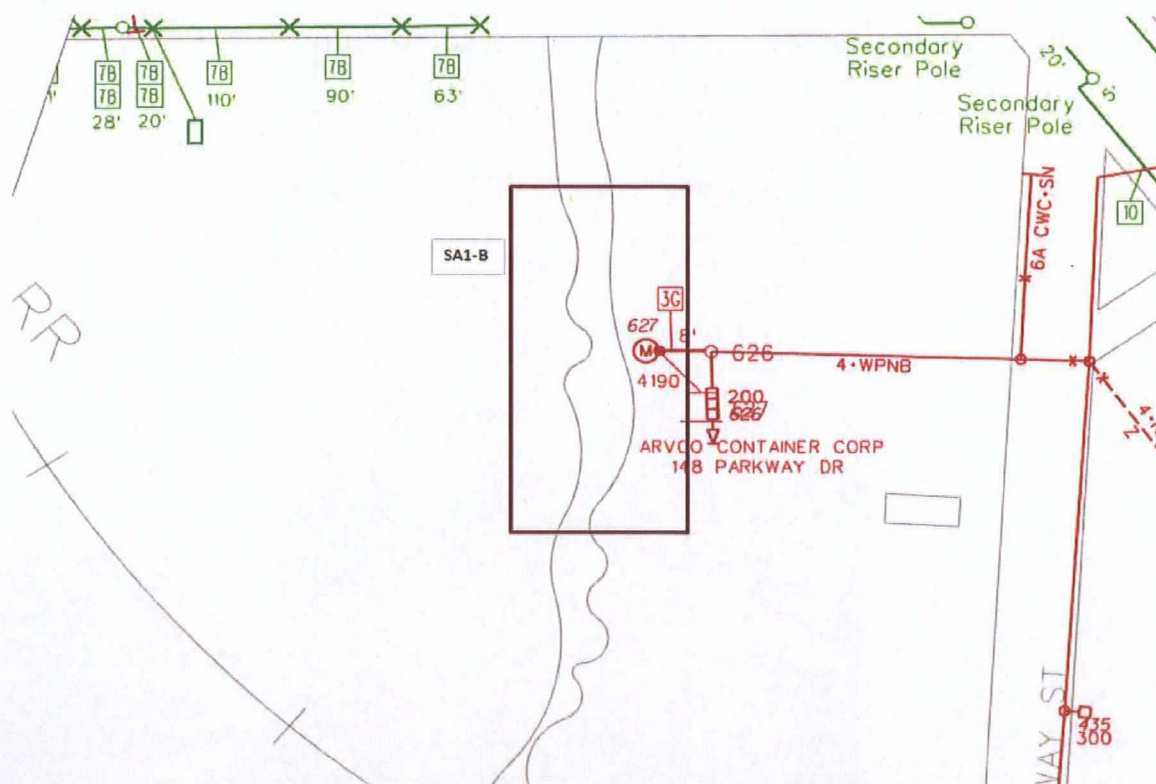 7B
7B
7B
7B
7B
7B
7B
28'
20'
110'
90'
63'
Secondary
Riser Pole
20'
5'
Secondary
Riser Pole
10
6A CWC·SN
SA1-B
RR
3G
627
8'
M
626
4·WPNB
4190
200
626
ARVCO CONTAINER CORP
148 PARKWAY DR
WAY ST
435
300